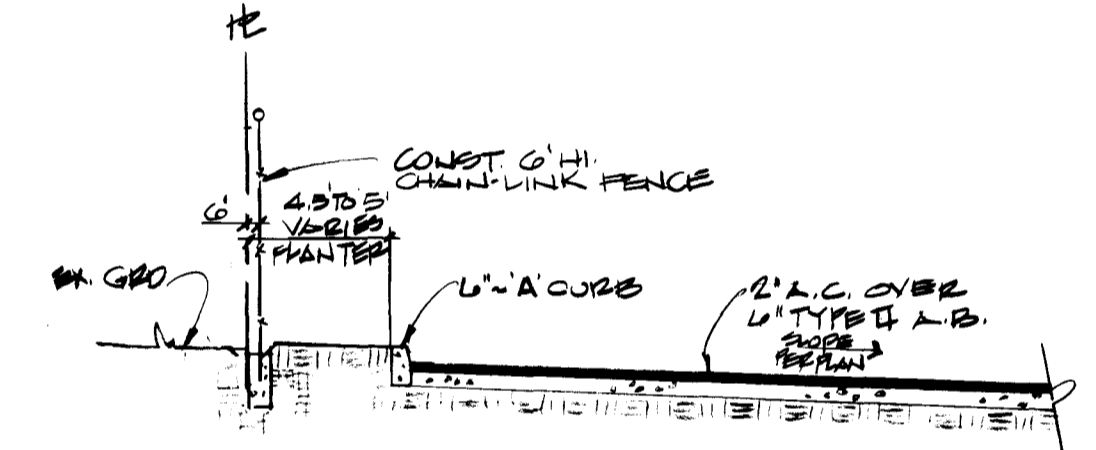 PL
CONST. 6' HI.
CHAIN-LINK FENCE
6'
4.5' TO 5'
VARIES
PLANTER
EX. GRD
6"~'A' CURB
2" A.C. OVER
6" TYPE II A.B.
SLOPE
PER PLAN